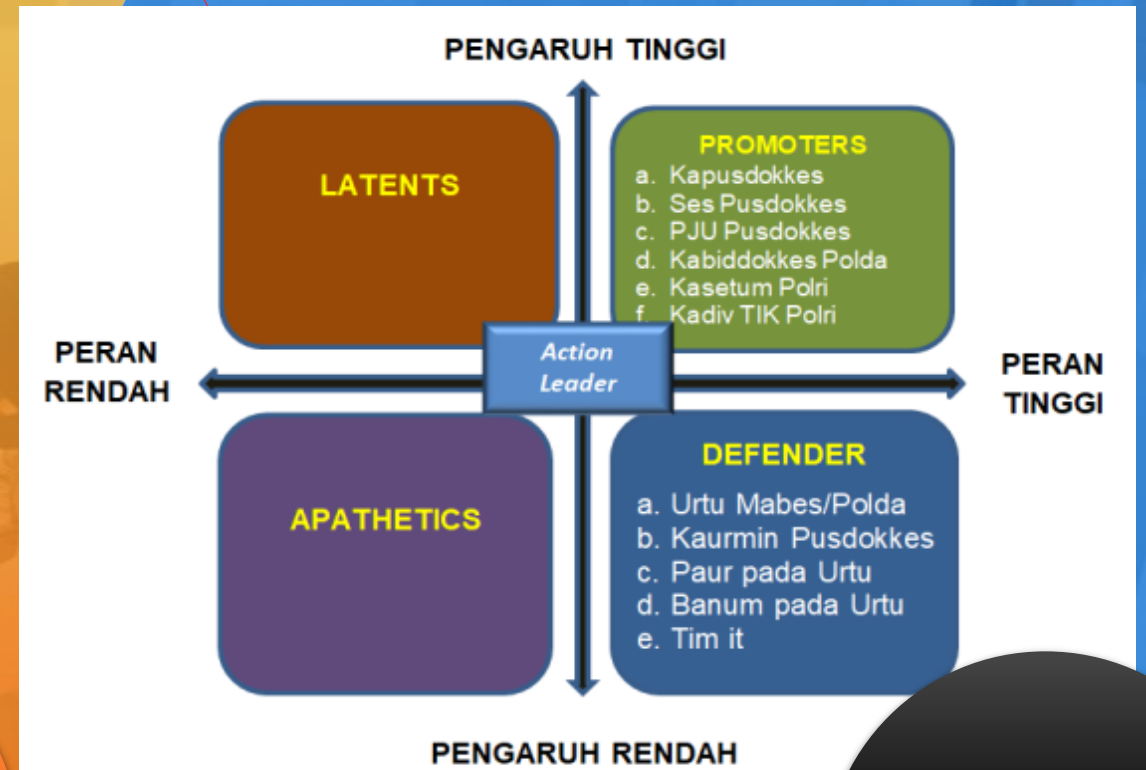 PENGARUH TINGGI
LATENTS
PROMOTERS
a. Kapusdokkes
b. Ses Pusdokkes
c. PJU Pusdokkes
d. Kabiddokkes Polda
e. Kasetum Polri
f. Kadiv TIK Polri
PERAN
RENDAH
Action
Leader
PERAN
TINGGI
APATHETICS
DEFENDER
a. Urtu Mabes/Polda
b. Kaurmin Pusdokkes
c. Paur pada Urtu
d. Banum pada Urtu
e. Tim it
PENGARUH RENDAH